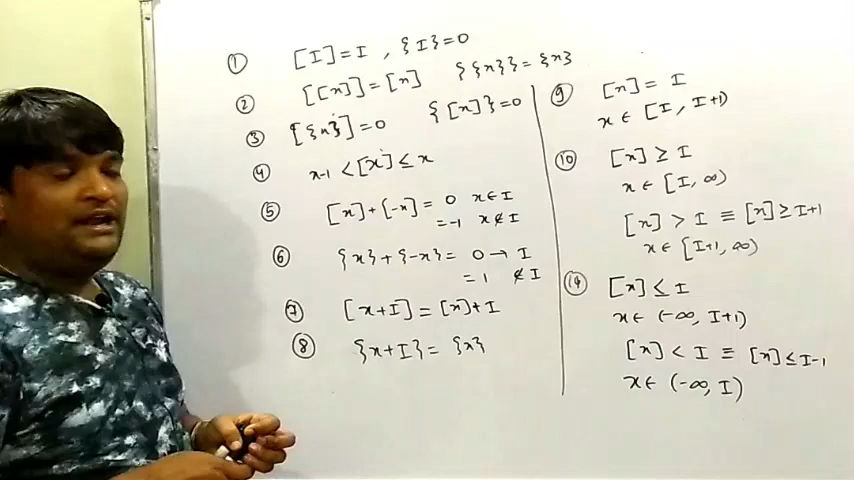 ① [I] = I , {I} = 0
② [[x]] = [x] {{x}} = {x}
③ [{x}] = 0 {[x]} = 0
④ x-1 < [x] ≤ x
⑤ [x] + [-x] = 0 x ∈ I
= -1 x ∉ I
⑥ {x} + {-x} = 0 → I
= 1 ∉ I
⑦ [x+I] = [x] + I
⑧ {x+I} = {x}
⑨ [x] = I
x ∈ [I, I+1)
⑩ [x] ≥ I
x ∈ [I, ∞)
[x] > I ≡ [x] ≥ I+1
x ∈ [I+1, ∞)
⑭ [x] ≤ I
x ∈ (-∞, I+1)
[x] < I ≡ [x] ≤ I-1
x ∈ (-∞, I)